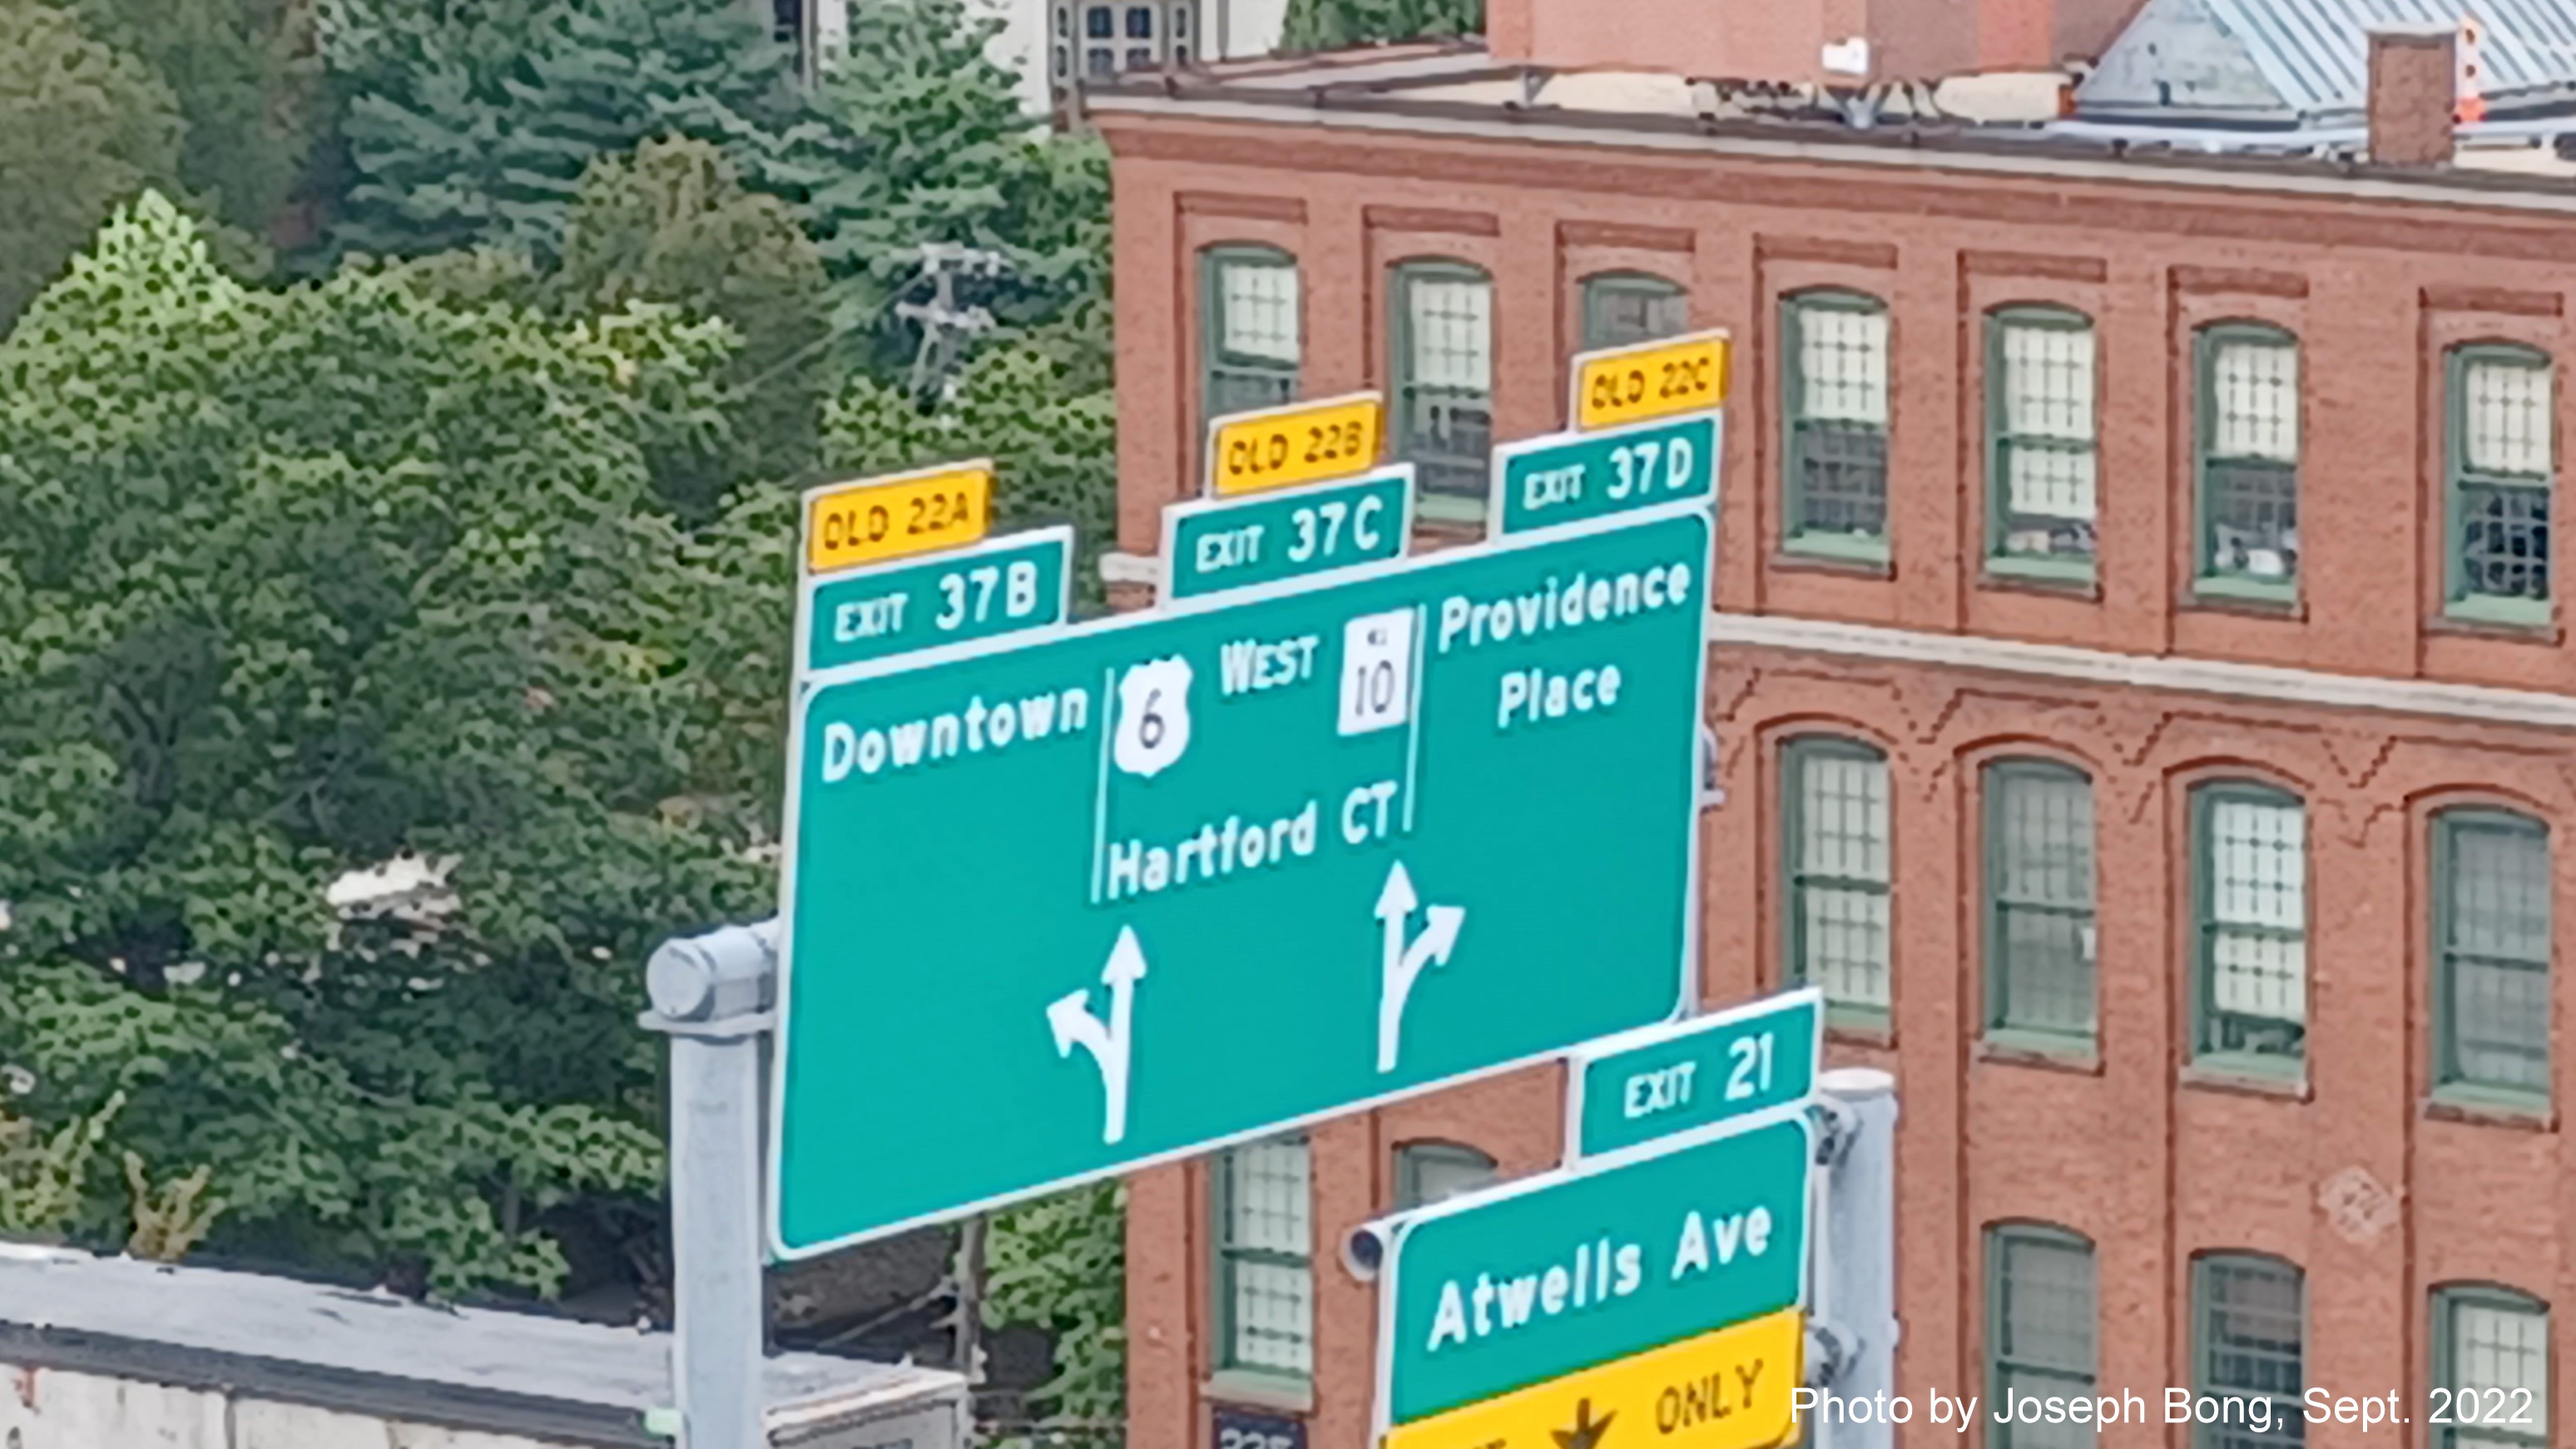 OLD 22A
OLD 22B
OLD 22C
EXIT 37B
EXIT 37C
EXIT 37D
Downtown
6 WEST RI 10
Hartford CT
Providence
Place
EXIT 21
Atwells Ave
ONLY
Photo by Joseph Bong, Sept. 2022